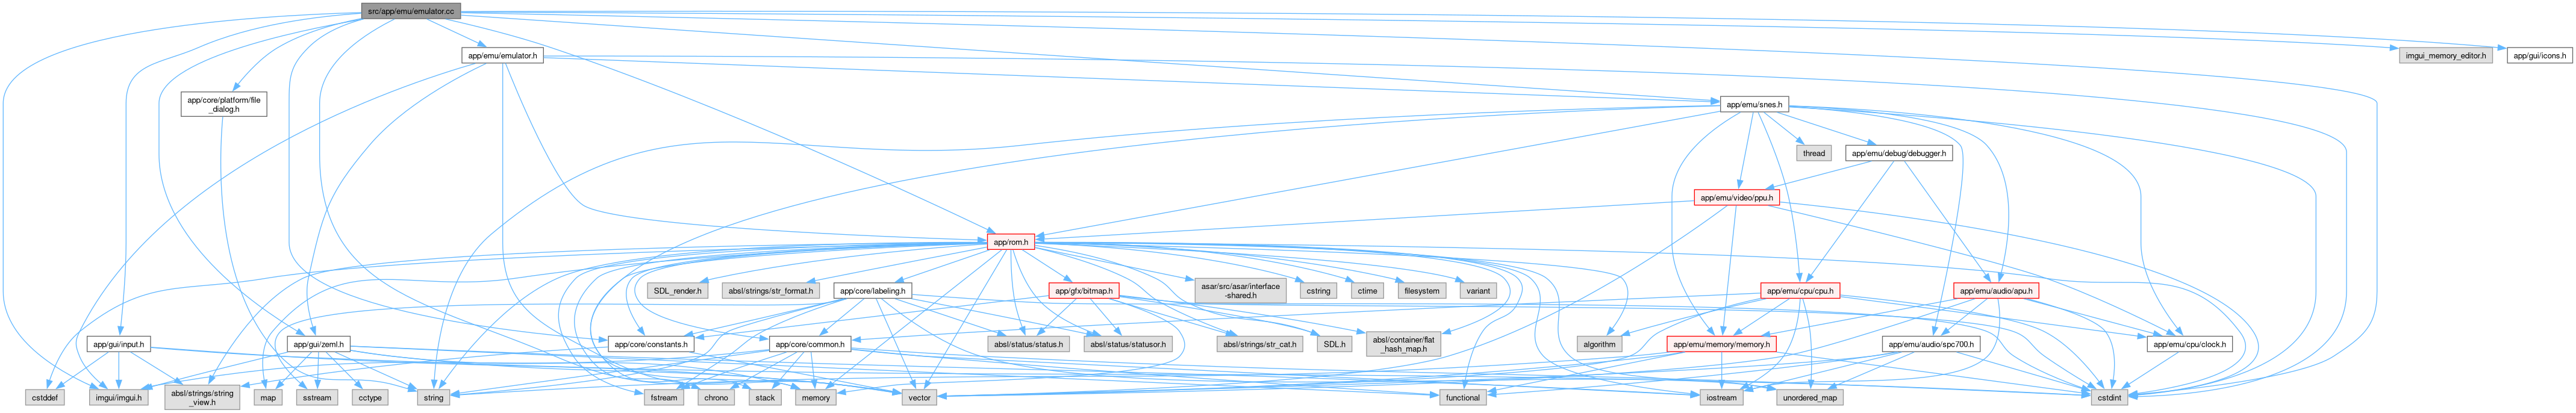 src/app/emu/emulator.cc
app/emu/emulator.h
imgui_memory_editor.h
app/gui/icons.h
app/core/platform/file
_dialog.h
app/emu/snes.h
thread
app/emu/debug/debugger.h
app/emu/video/ppu.h
app/rom.h
SDL_render.h
absl/strings/str_format.h
app/core/labeling.h
app/gfx/bitmap.h
asar/src/asar/interface
-shared.h
cstring
ctime
filesystem
variant
app/emu/cpu/cpu.h
app/emu/audio/apu.h
app/gui/input.h
app/gui/zeml.h
app/core/constants.h
app/core/common.h
absl/status/status.h
absl/status/statusor.h
absl/strings/str_cat.h
SDL.h
absl/container/flat
_hash_map.h
algorithm
app/emu/memory/memory.h
app/emu/audio/spc700.h
app/emu/cpu/clock.h
cstddef
imgui/imgui.h
absl/strings/string
_view.h
map
sstream
cctype
string
fstream
chrono
stack
memory
vector
functional
iostream
unordered_map
cstdint